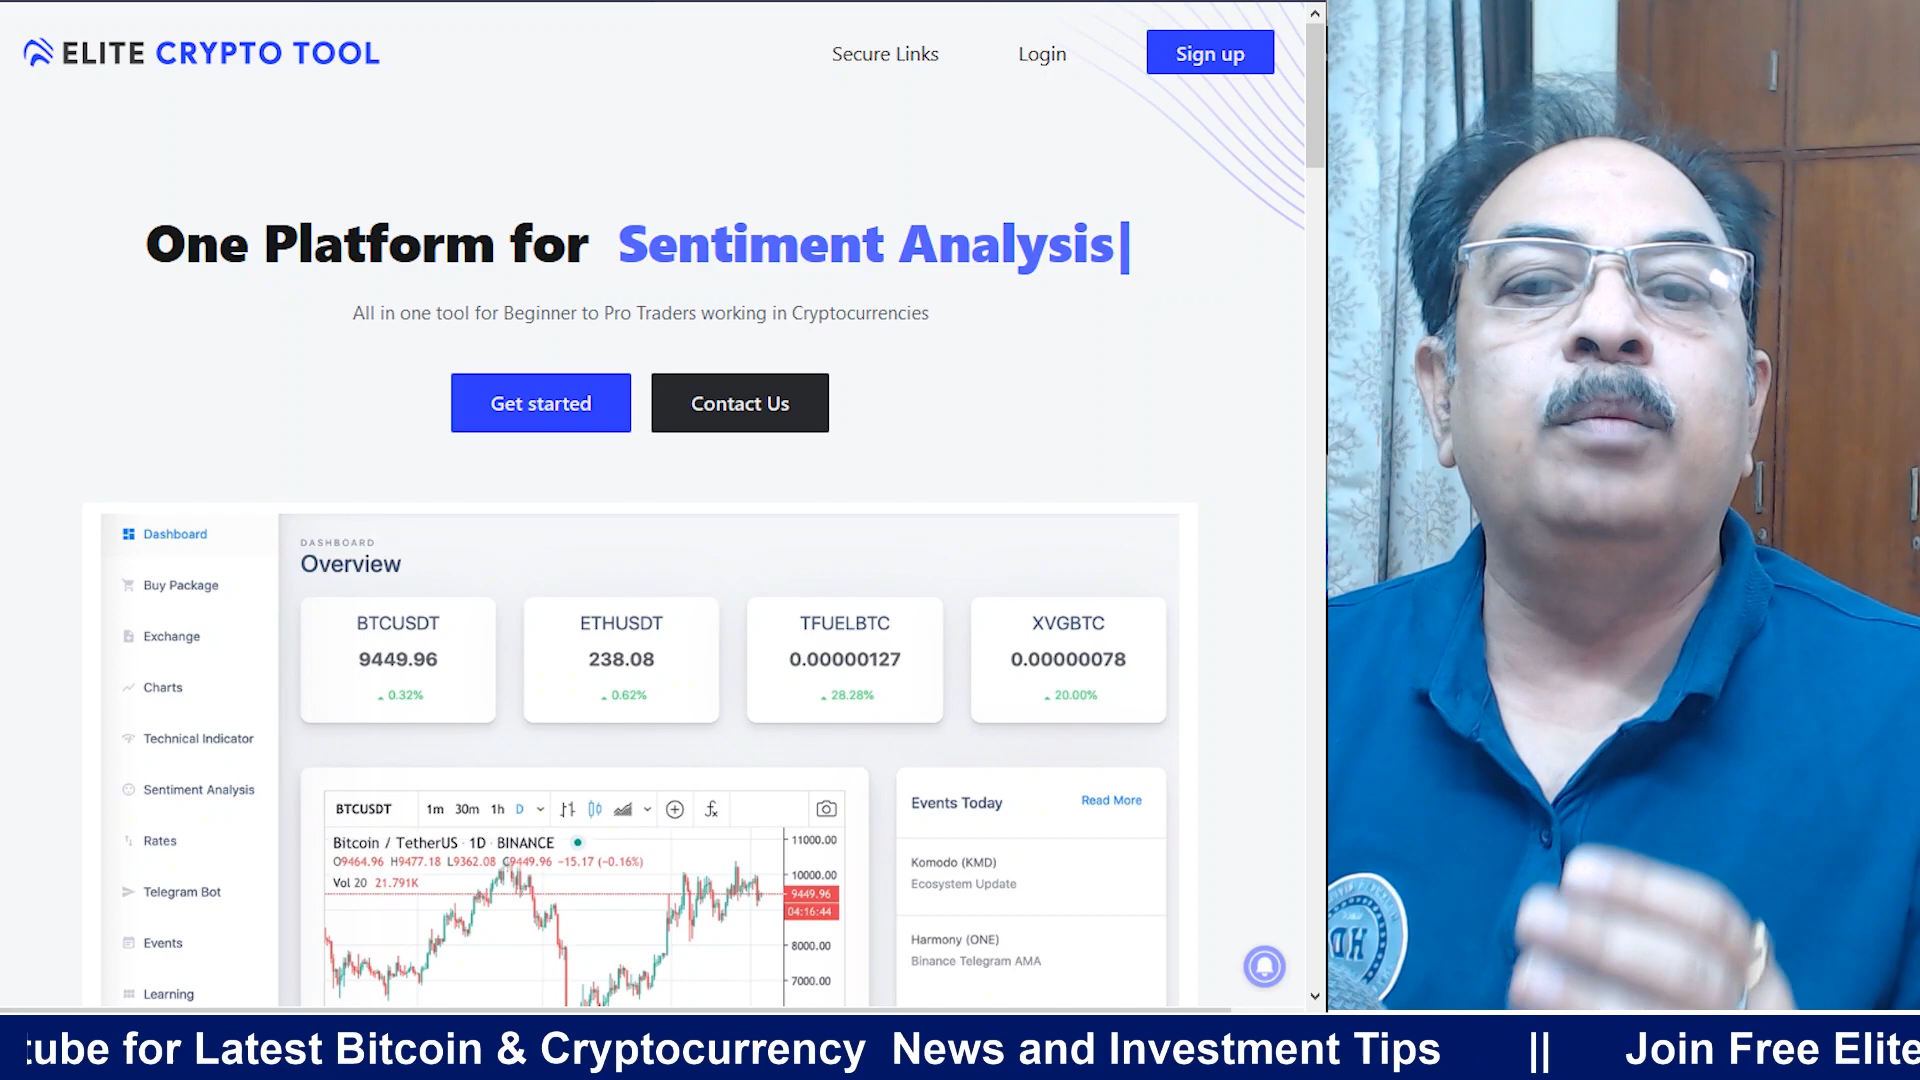 ELITE CRYPTO TOOL
Secure Links
Login
Sign up
One Platform for Sentiment Analysis|
All in one tool for Beginner to Pro Traders working in Cryptocurrencies
Get started
Contact Us
Dashboard
Buy Package
Exchange
Charts
Technical Indicator
Sentiment Analysis
Rates
Telegram Bot
Events
Learning
DASHBOARD
Overview
BTCUSDT
9449.96
0.32%
ETHUSDT
238.08
0.62%
TFUELBTC
0.00000127
28.28%
XVGBTC
0.00000078
20.00%
BTCUSDT 1m 30m 1h D
Bitcoin / TetherUS · 1D · BINANCE
O9464.96 H9477.18 L9362.08 C9449.96 −15.17 (−0.16%)
Vol 20 21.791K
11000.00
10000.00
9449.96
04:16:44
8000.00
7000.00
Events Today
Read More
Komodo (KMD)
Ecosystem Update
Harmony (ONE)
Binance Telegram AMA
tube for Latest Bitcoin & Cryptocurrency News and Investment Tips || Join Free Elite